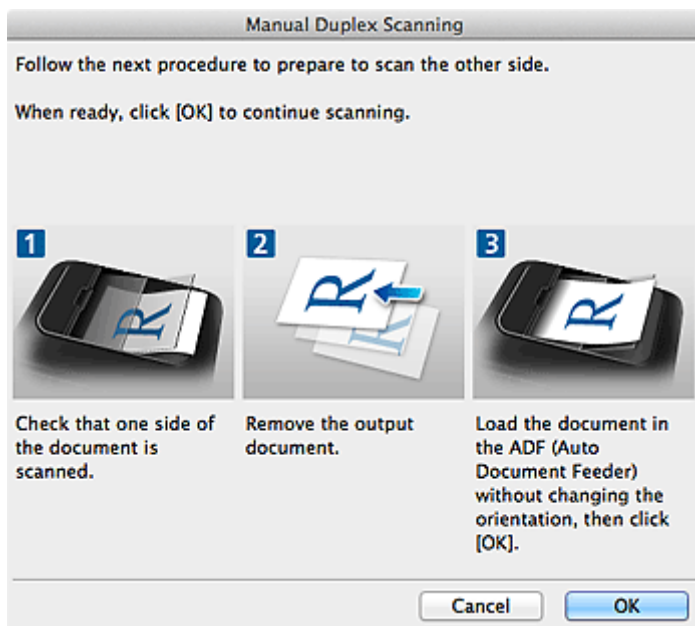 Manual Duplex Scanning
Follow the next procedure to prepare to scan the other side.
When ready, click [OK] to continue scanning.
1
R
Check that one side of
the document is
scanned.
2
R
R
Remove the output
document.
3
R
Load the document in
the ADF (Auto
Document Feeder)
without changing the
orientation, then click
[OK].
Cancel
OK